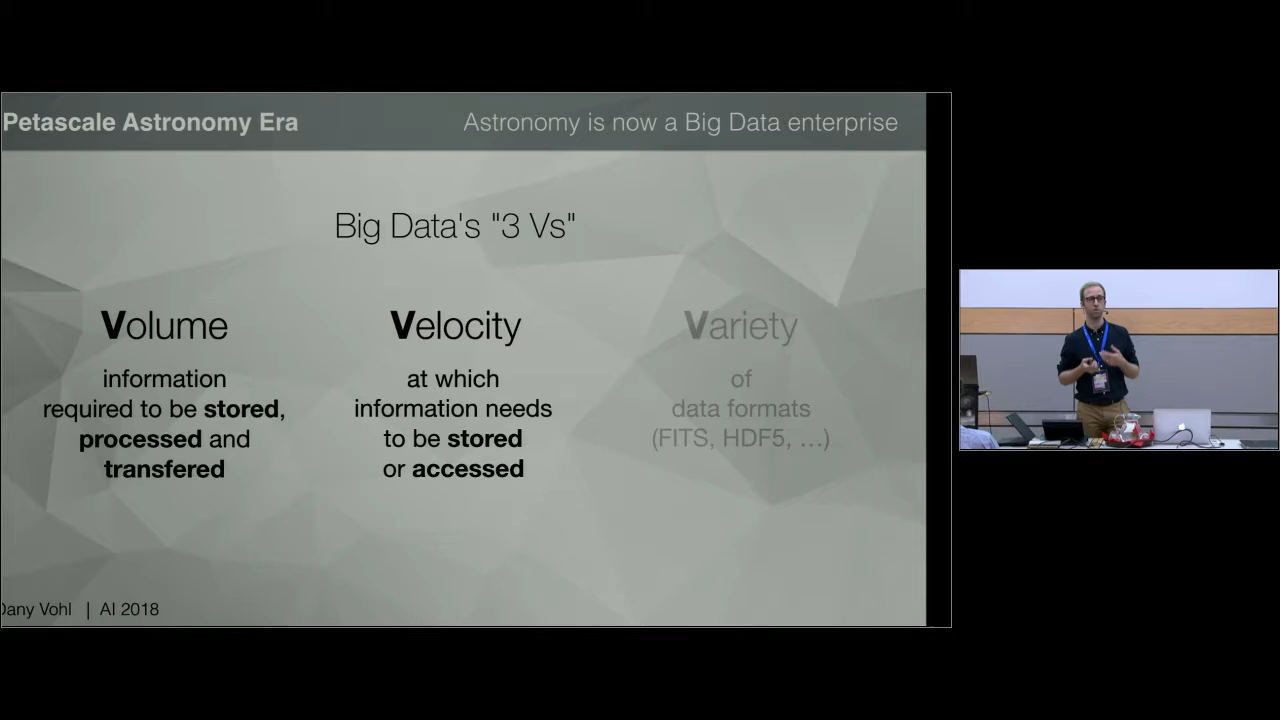 Petascale Astronomy Era
Astronomy is now a Big Data enterprise
Big Data's "3 Vs"
Volume
information
required to be stored,
processed and
transfered
Velocity
at which
information needs
to be stored
or accessed
Variety
of
data formats
(FITS, HDF5, …)
Dany Vohl | AI 2018